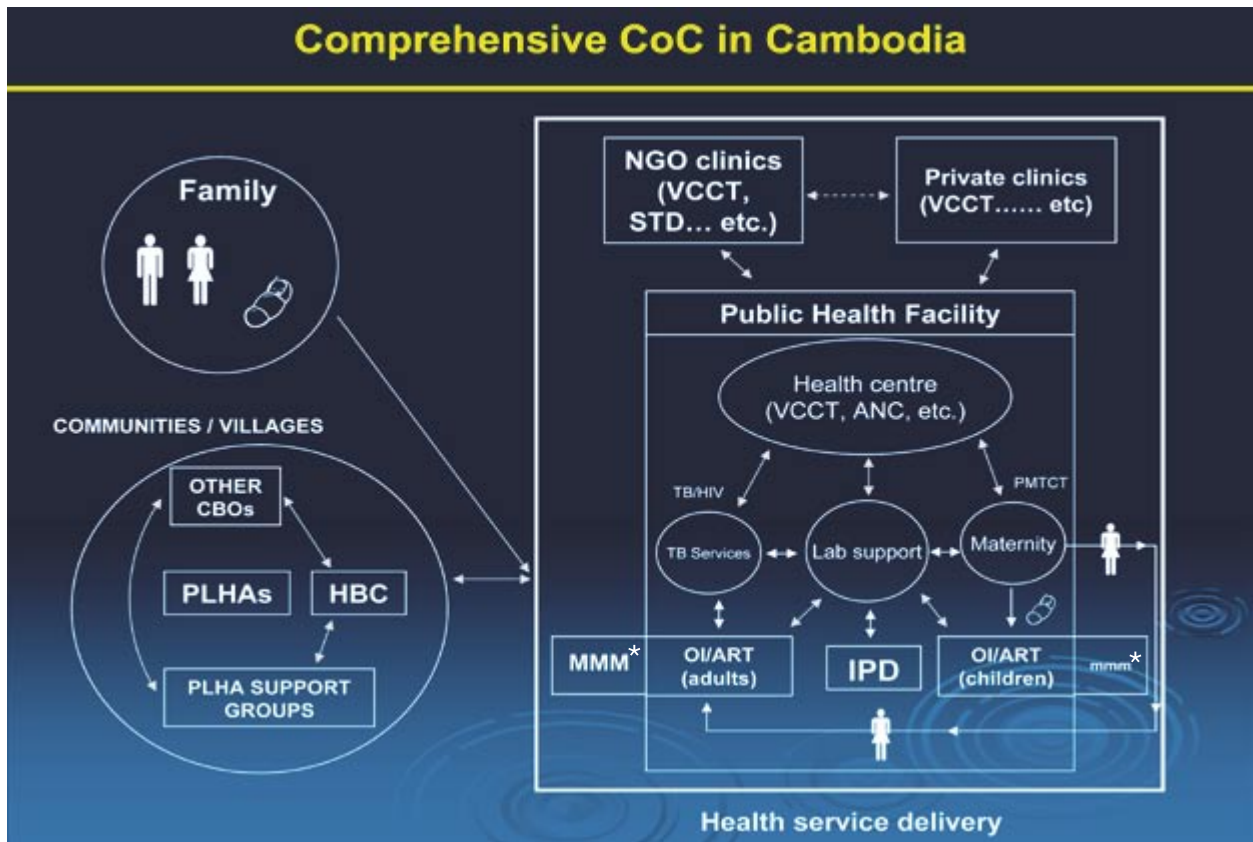 Comprehensive CoC in Cambodia
Family
COMMUNITIES / VILLAGES
OTHER
CBOs
PLHAs
HBC
PLHA SUPPORT
GROUPS
NGO clinics
(VCCT,
STD... etc.)
Private clinics
(VCCT...... etc)
Public Health Facility
Health centre
(VCCT, ANC, etc.)
TB/HIV
PMTCT
TB Services
Lab support
Maternity
MMM*
OI/ART
(adults)
IPD
OI/ART
(children)
mmm*
Health service delivery